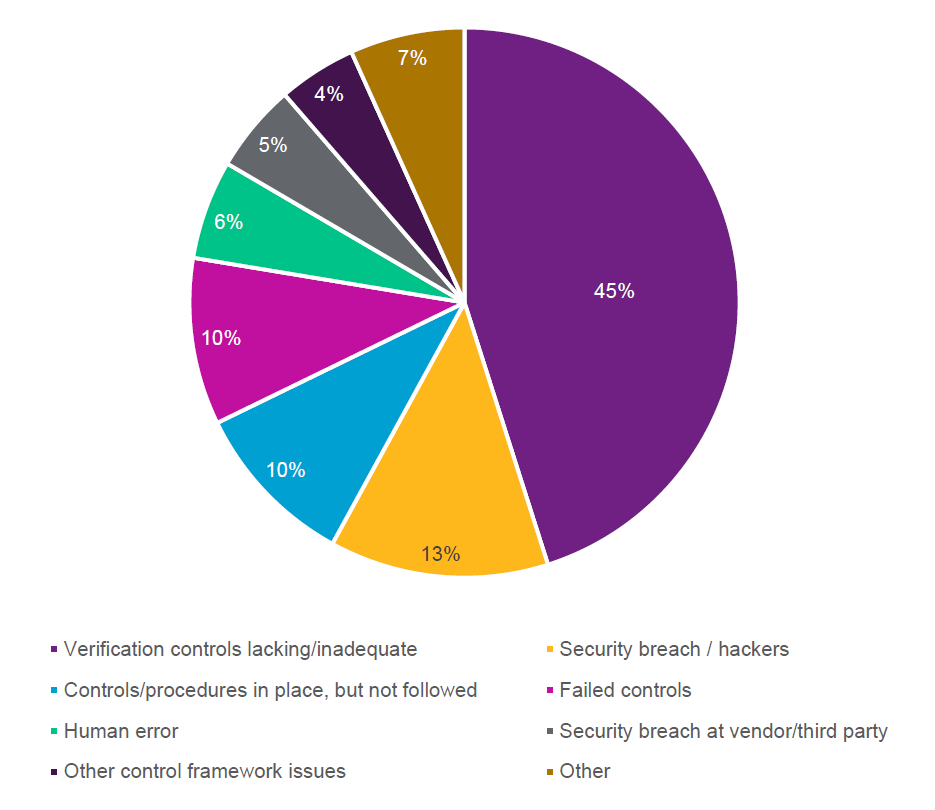 7%
4%
5%
6%
45%
10%
10%
13%
Verification controls lacking/inadequate
Security breach / hackers
Controls/procedures in place, but not followed
Failed controls
Human error
Security breach at vendor/third party
Other control framework issues
Other